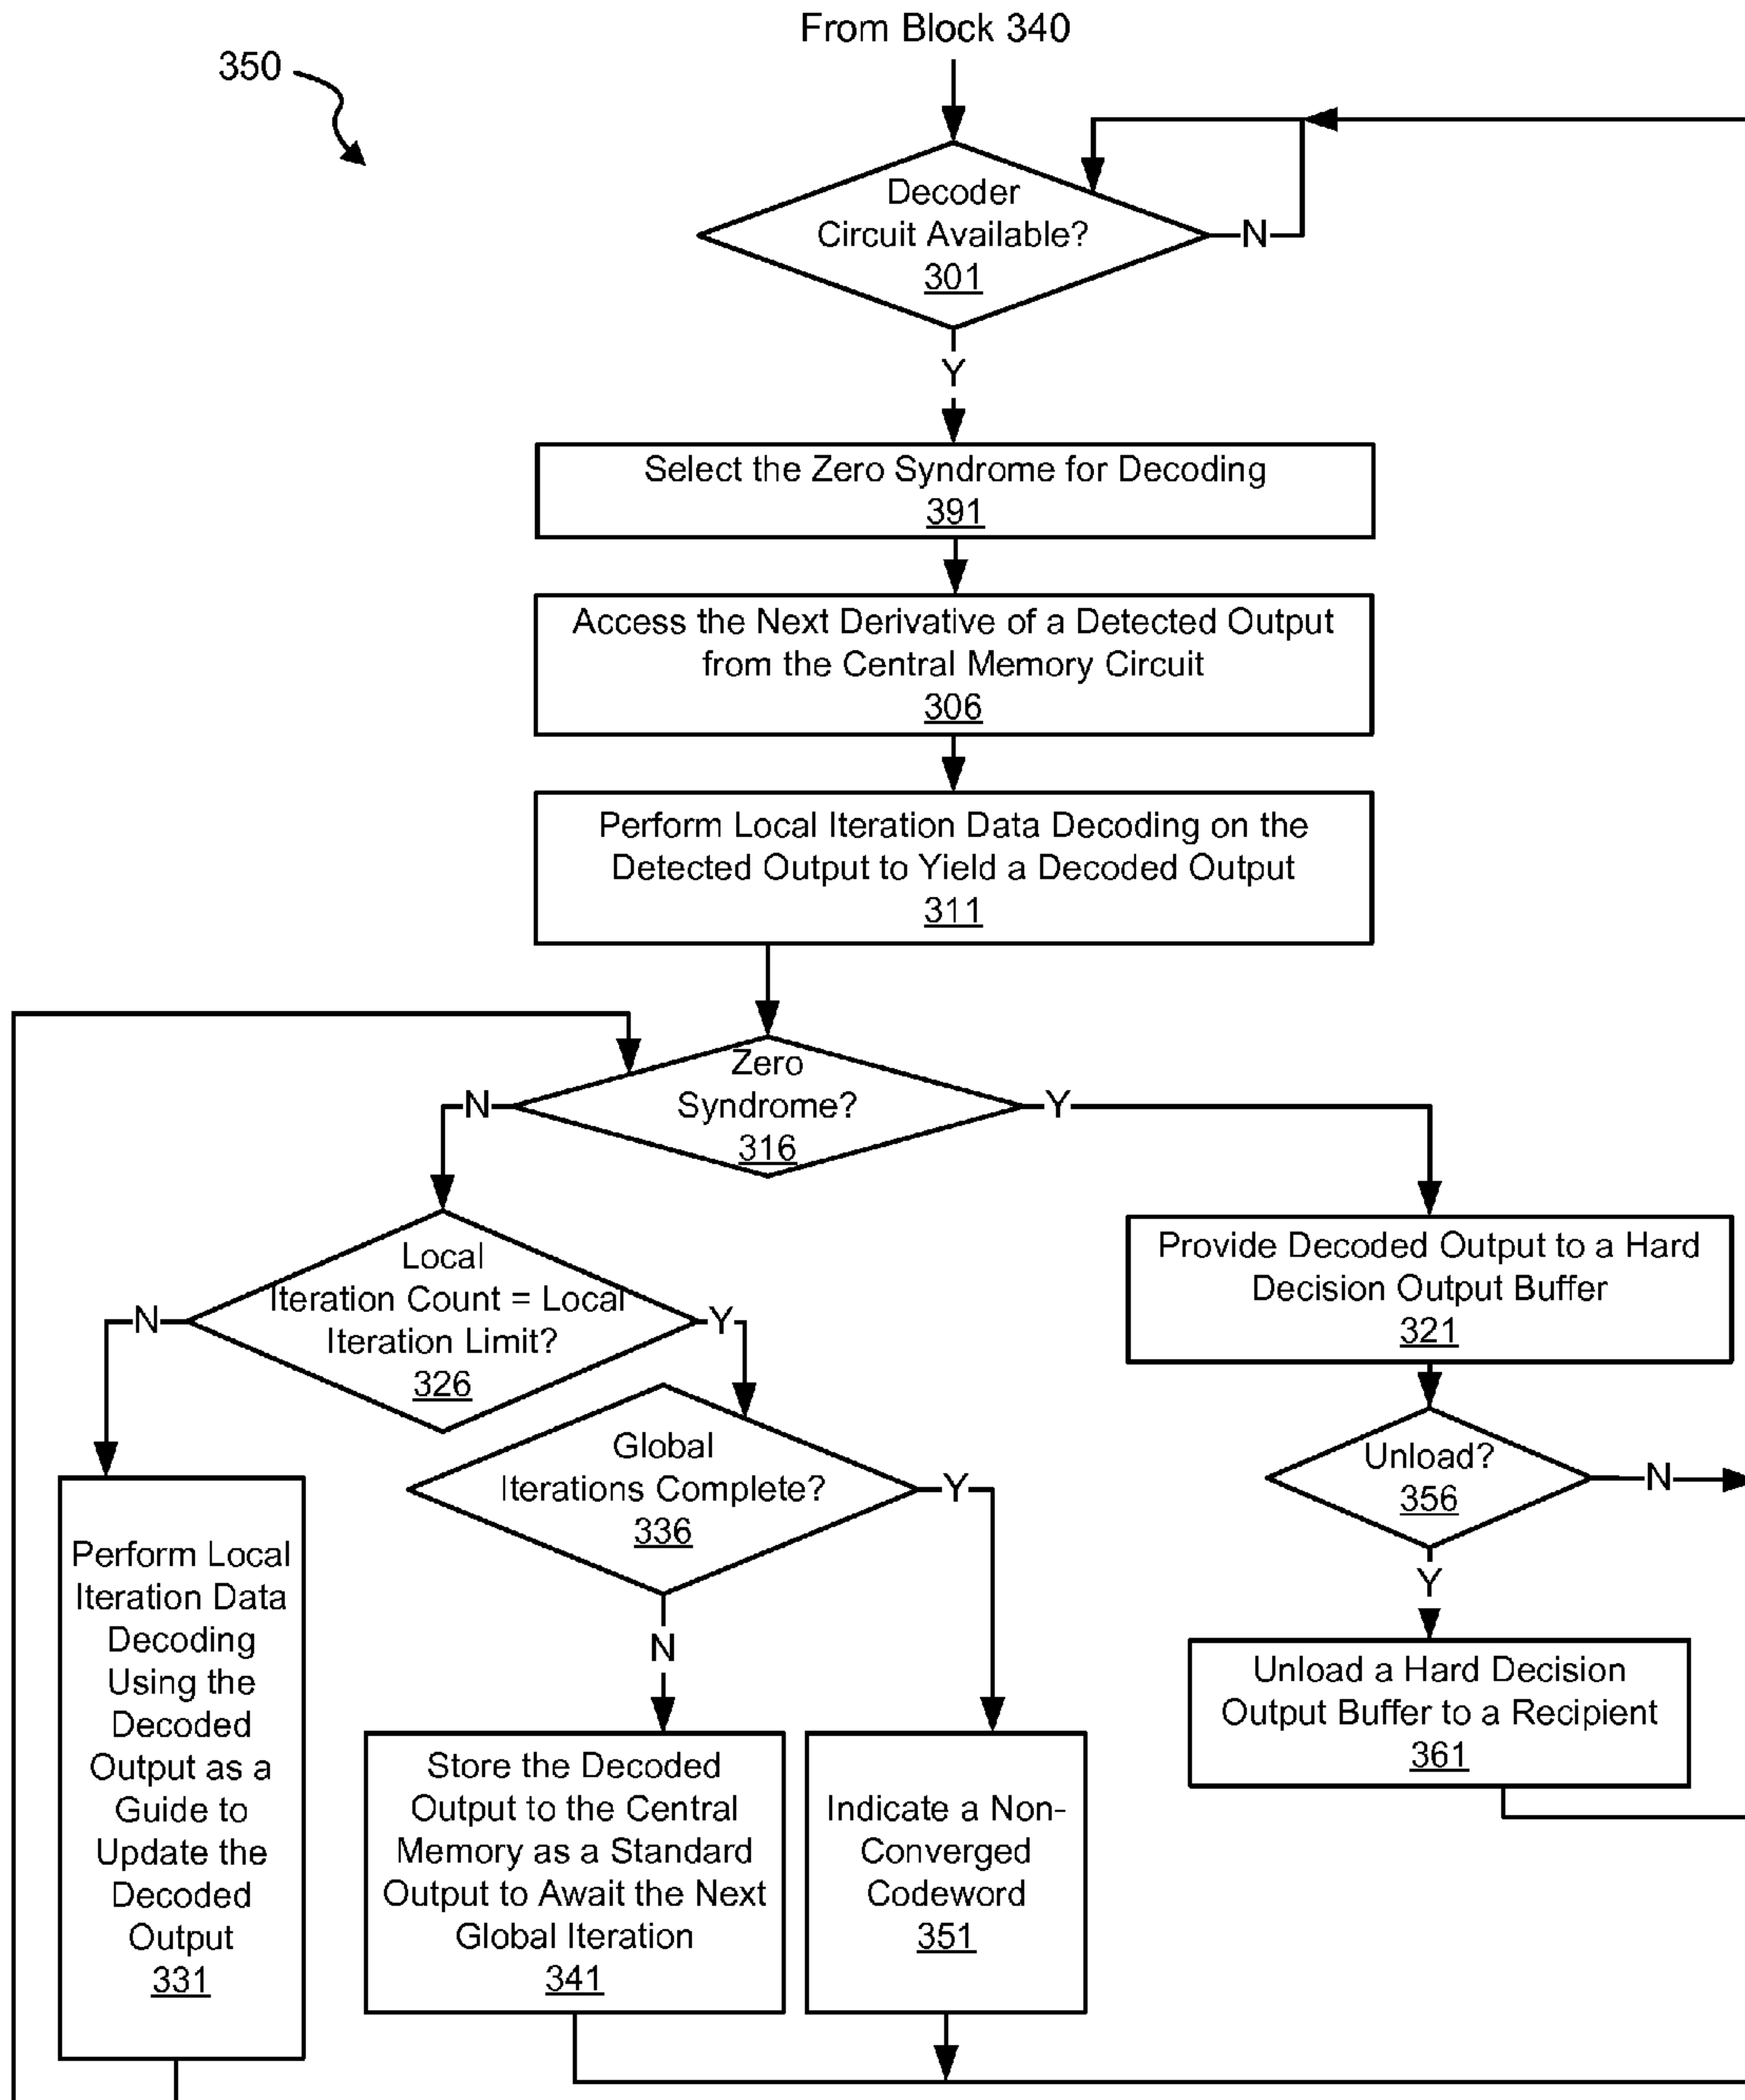 From Block 340
350
Decoder
Circuit Available?
301
N
Y
Select the Zero Syndrome for Decoding
391
Access the Next Derivative of a Detected Output
from the Central Memory Circuit
306
Perform Local Iteration Data Decoding on the
Detected Output to Yield a Decoded Output
311
Zero
Syndrome?
316
N
Y
Local
Iteration Count = Local
Iteration Limit?
326
N
Y
Provide Decoded Output to a Hard
Decision Output Buffer
321
Global
Iterations Complete?
336
Y
N
Unload?
356
N
Y
Perform Local
Iteration Data
Decoding
Using the
Decoded
Output as a
Guide to
Update the
Decoded
Output
331
Store the Decoded
Output to the Central
Memory as a Standard
Output to Await the Next
Global Iteration
341
Indicate a Non-
Converged
Codeword
351
Unload a Hard Decision
Output Buffer to a Recipient
361